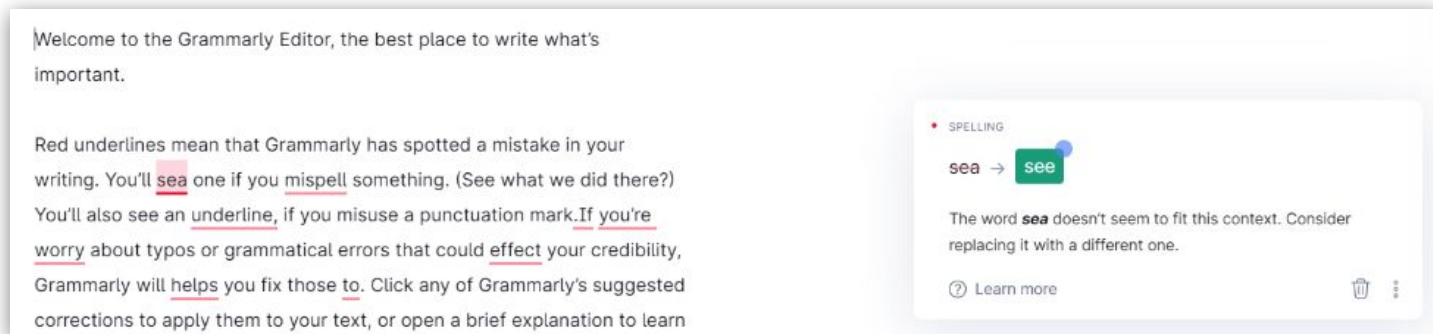 Welcome to the Grammarly Editor, the best place to write what's
important.
Red underlines mean that Grammarly has spotted a mistake in your
writing. You'll sea one if you mispell something. (See what we did there?)
You'll also see an underline, if you misuse a punctuation mark.If you're
worry about typos or grammatical errors that could effect your credibility,
Grammarly will helps you fix those to. Click any of Grammarly's suggested
corrections to apply them to your text, or open a brief explanation to learn
SPELLING
sea → see
The word sea doesn't seem to fit this context. Consider
replacing it with a different one.
Learn more